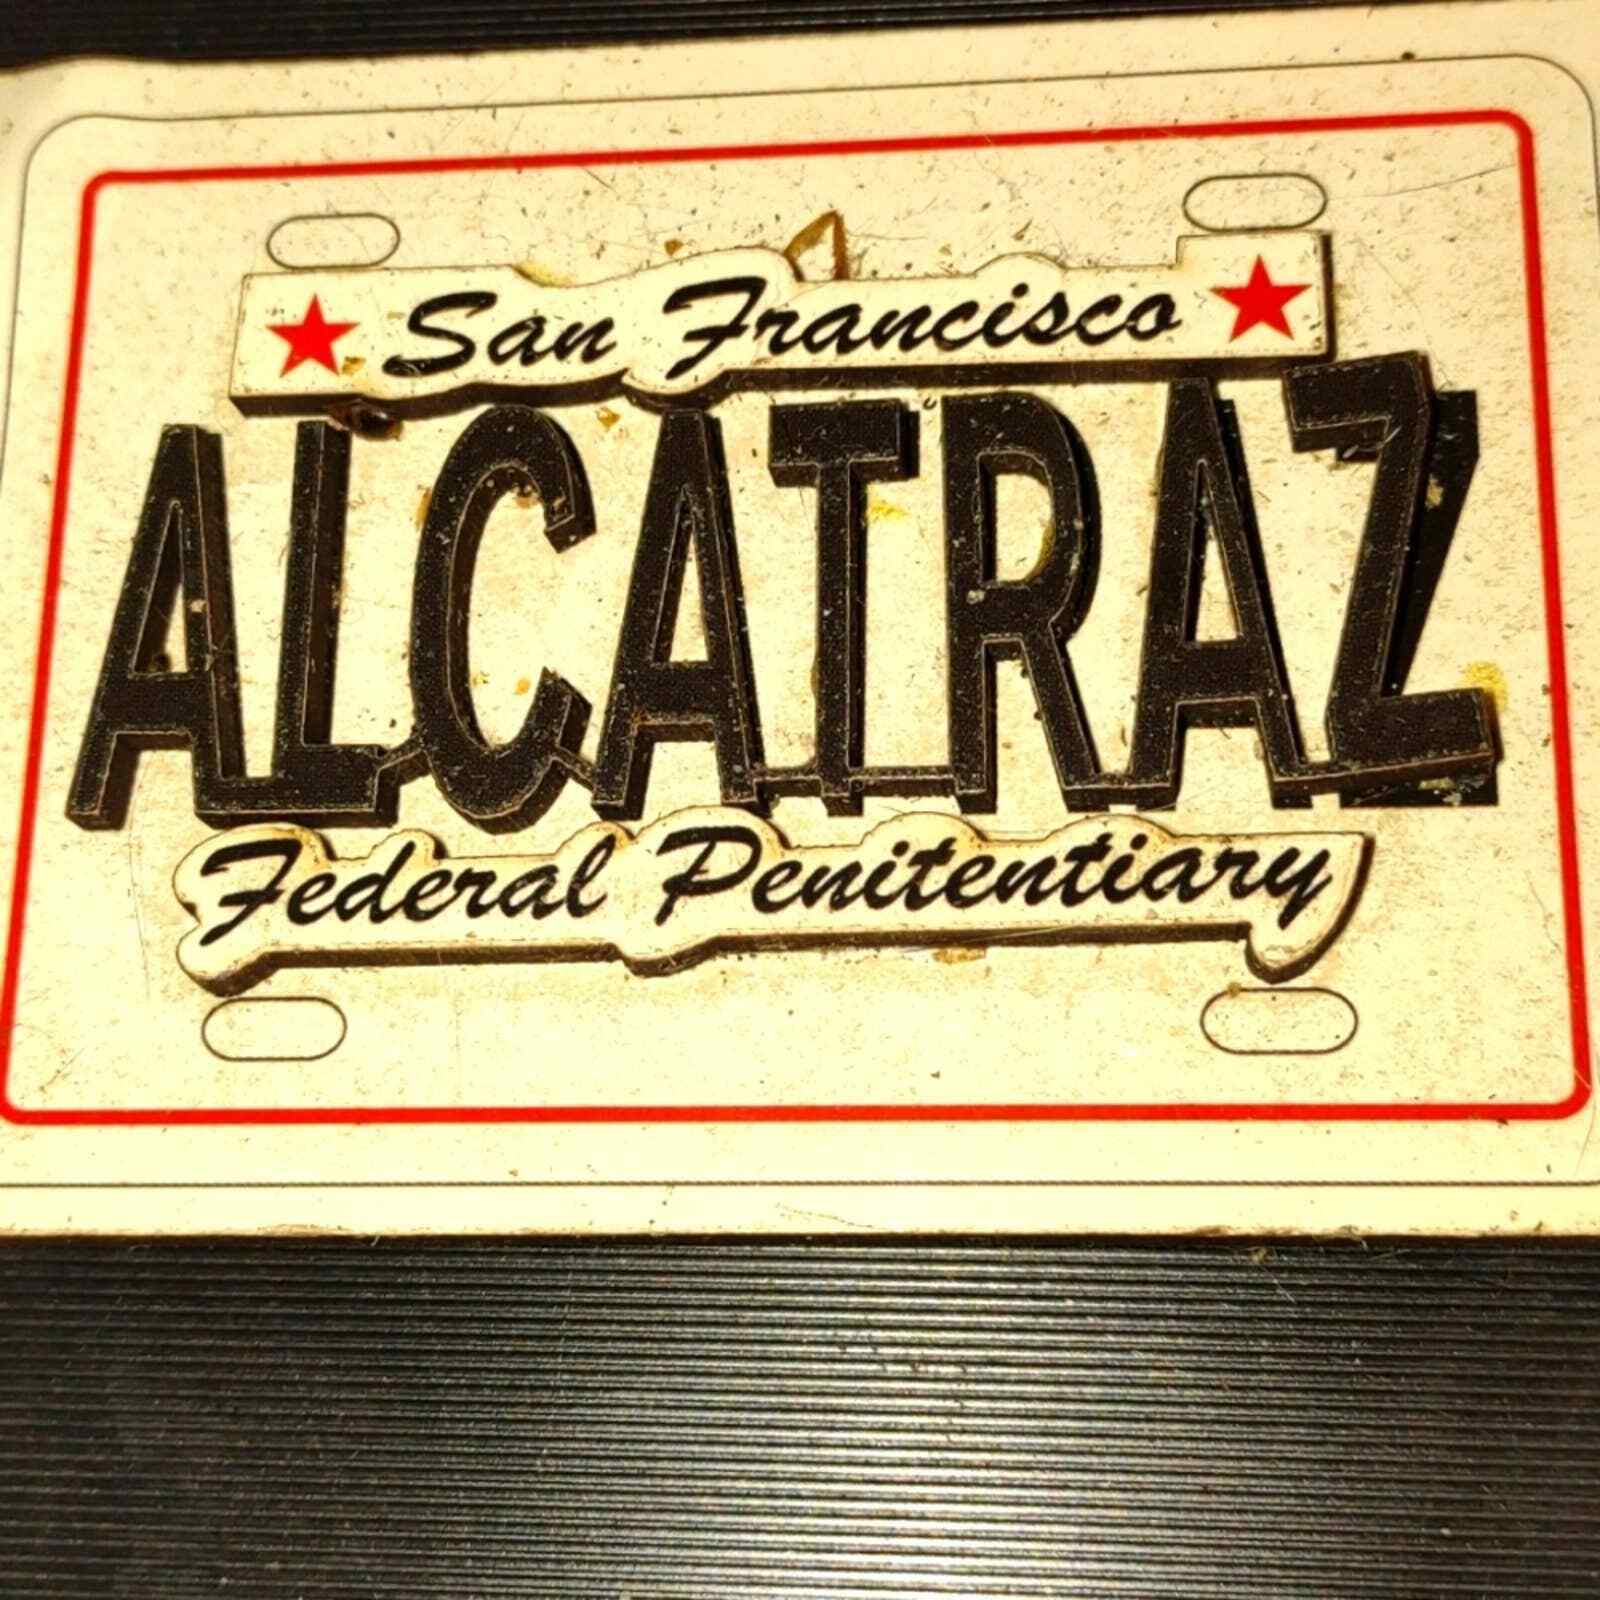 San Francisco
ALCATRAZ
Federal Penitentiary